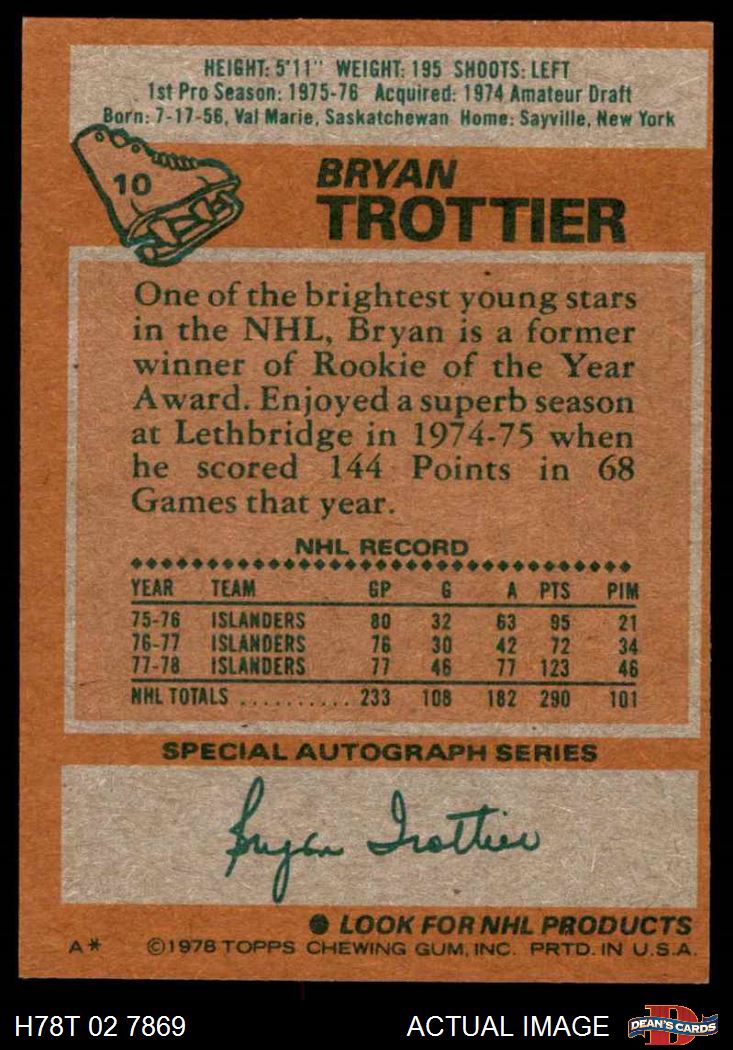 HEIGHT: 5'11" WEIGHT: 195 SHOOTS: LEFT
1st Pro Season: 1975-76 Acquired: 1974 Amateur Draft
Born: 7-17-56, Val Marie, Saskatchewan Home: Sayville, New York
10
BRYAN
TROTTIER
One of the brightest young stars
in the NHL, Bryan is a former
winner of Rookie of the Year
Award. Enjoyed a superb season
at Lethbridge in 1974-75 when
he scored 144 Points in 68
Games that year.
NHL RECORD
YEAR TEAM GP G A PTS PIM
75-76 ISLANDERS 80 32 63 95 21
76-77 ISLANDERS 76 30 42 72 34
77-78 ISLANDERS 77 46 77 123 46
NHL TOTALS .......... 233 108 182 290 101
SPECIAL AUTOGRAPH SERIES
Bryan Trottier
● LOOK FOR NHL PRODUCTS
A* ©1978 TOPPS CHEWING GUM, INC. PRTD. IN U.S.A.
H78T 02 7869 ACTUAL IMAGE DEAN'S CARDS